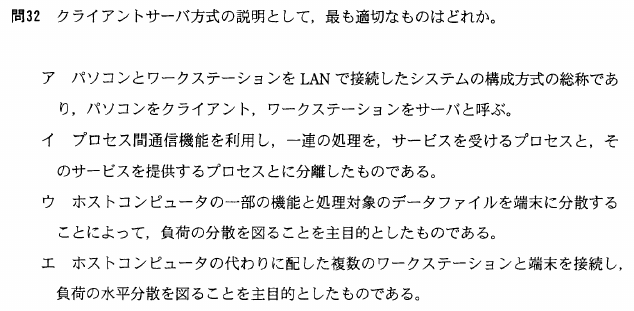 問32 クライアントサーバ方式の説明として，最も適切なものはどれか。
ア パソコンとワークステーションを LAN で接続したシステムの構成方式の総称であ
り，パソコンをクライアント，ワークステーションをサーバと呼ぶ。
イ プロセス間通信機能を利用し，一連の処理を，サービスを受けるプロセスと，そ
のサービスを提供するプロセスとに分離したものである。
ウ ホストコンピュータの一部の機能と処理対象のデータファイルを端末に分散する
ことによって，負荷の分散を図ることを主目的としたものである。
エ ホストコンピュータの代わりに配した複数のワークステーションと端末を接続し，
負荷の水平分散を図ることを主目的としたものである。